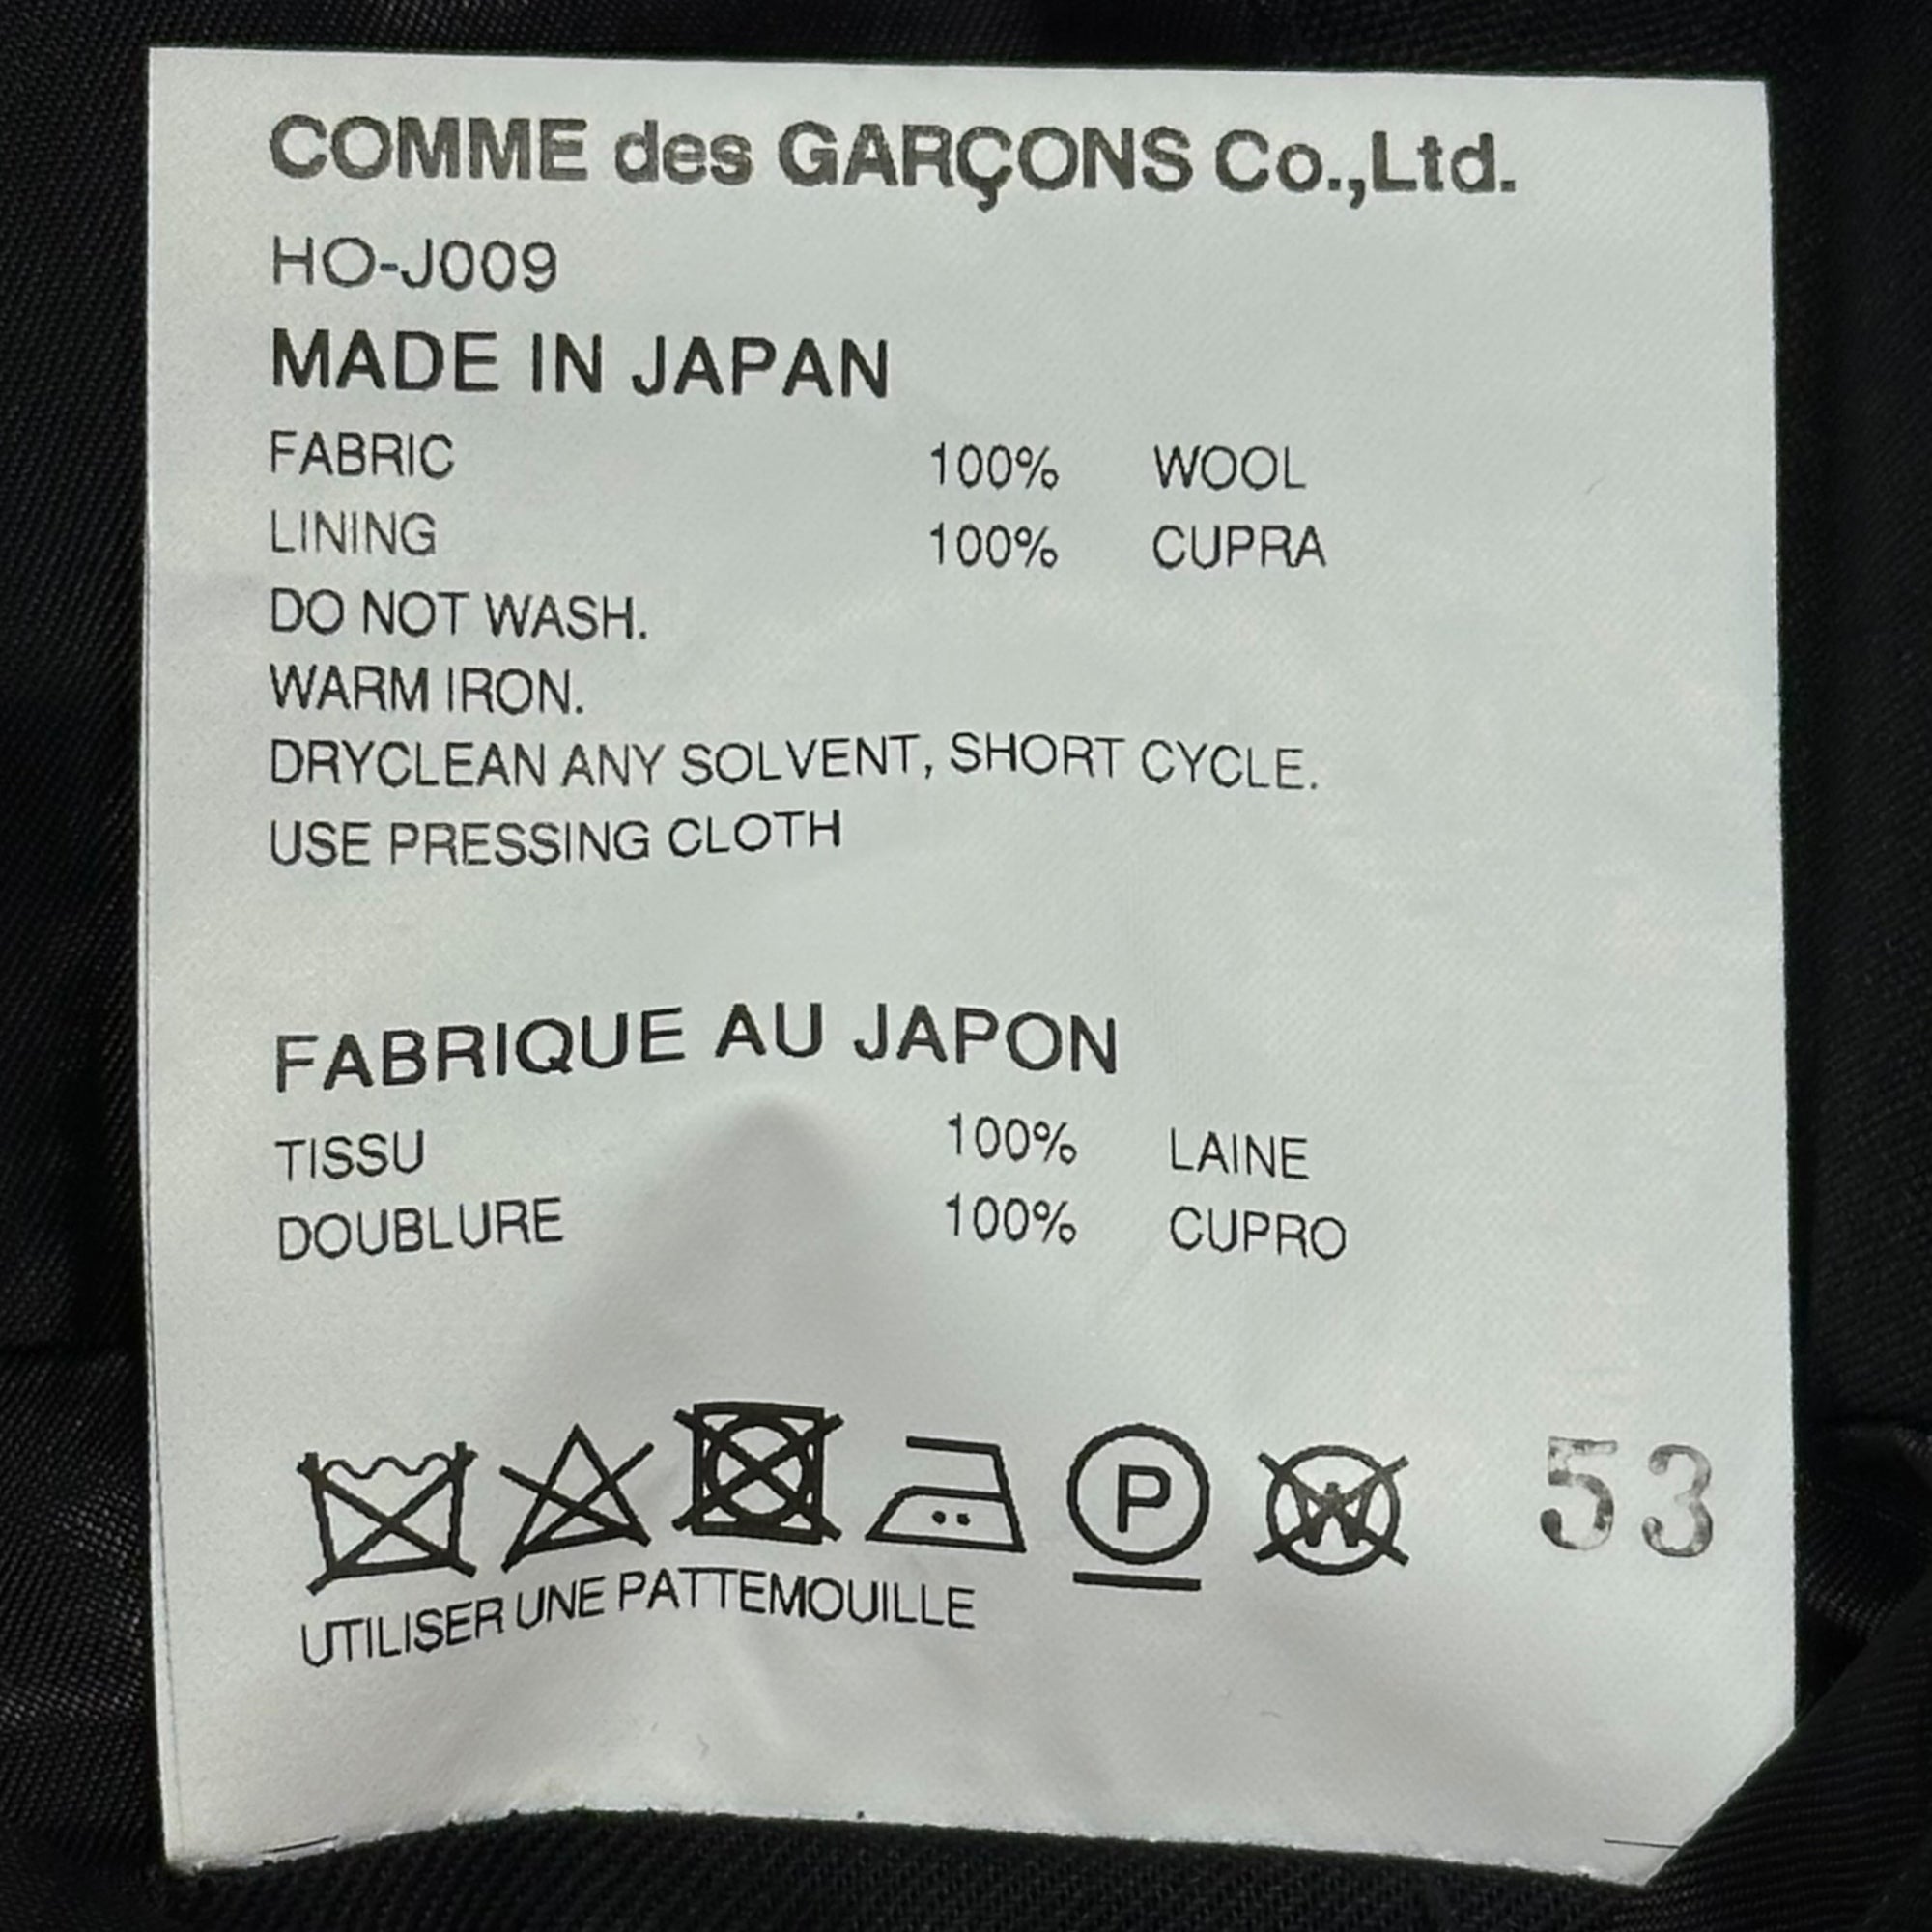 COMME des GARÇONS Co.,Ltd.
HO-J009
MADE IN JAPAN
FABRIC 100% WOOL
LINING 100% CUPRA
DO NOT WASH.
WARM IRON.
DRYCLEAN ANY SOLVENT, SHORT CYCLE.
USE PRESSING CLOTH
FABRIQUE AU JAPON
TISSU 100% LAINE
DOUBLURE 100% CUPRO
P W 53
UTILISER UNE PATTEMOUILLE